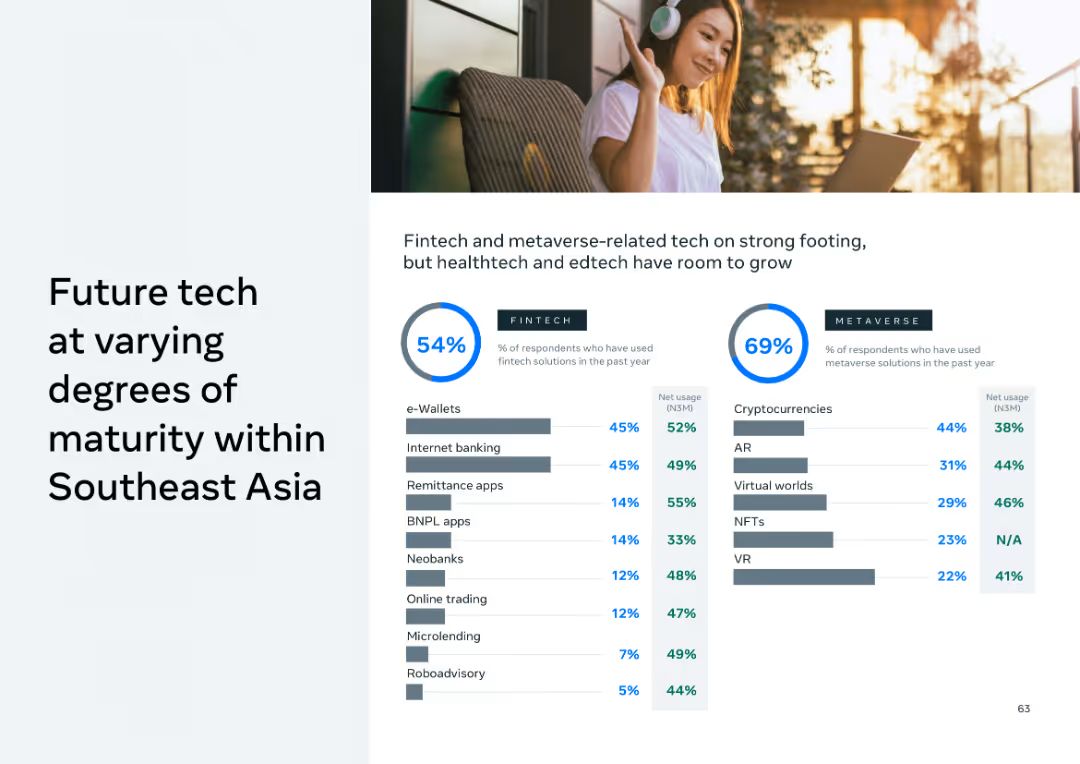 Future tech
at varying
degrees of
maturity within
Southeast Asia
Fintech and metaverse-related tech on strong footing,
but healthtech and edtech have room to grow
54%
FINTECH
% of respondents who have used
fintech solutions in the past year
Net usage
(N3M)
e-Wallets
45% 52%
Internet banking
45% 49%
Remittance apps
14% 55%
BNPL apps
14% 33%
Neobanks
12% 48%
Online trading
12% 47%
Microlending
7% 49%
Roboadvisory
5% 44%
69%
METAVERSE
% of respondents who have used
metaverse solutions in the past year
Net usage
(N3M)
Cryptocurrencies
44% 38%
AR
31% 44%
Virtual worlds
29% 46%
NFTs
23% N/A
VR
22% 41%
63